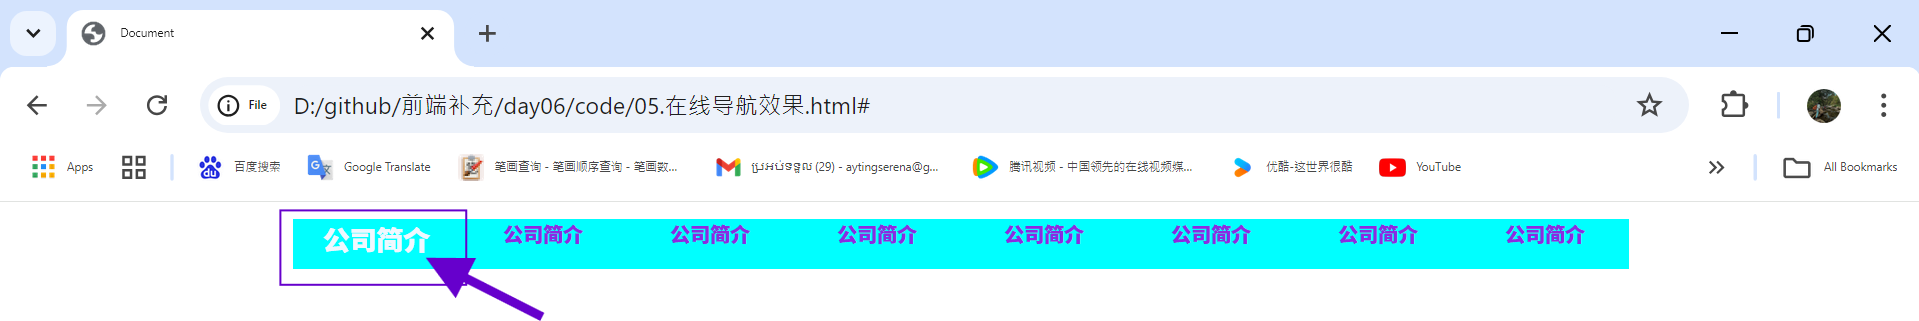 Document
File
D:/github/前端补充/day06/code/05.在线导航效果.html#
Apps
百度搜索
Google Translate
笔画查询 - 笔画顺序查询 - 笔画数...
ប្រអប់ទទួល (29) - aytingserena@g...
腾讯视频 - 中国领先的在线视频媒...
优酷-这世界很酷
YouTube
All Bookmarks
公司简介 公司简介 公司简介 公司简介 公司简介 公司简介 公司简介 公司简介